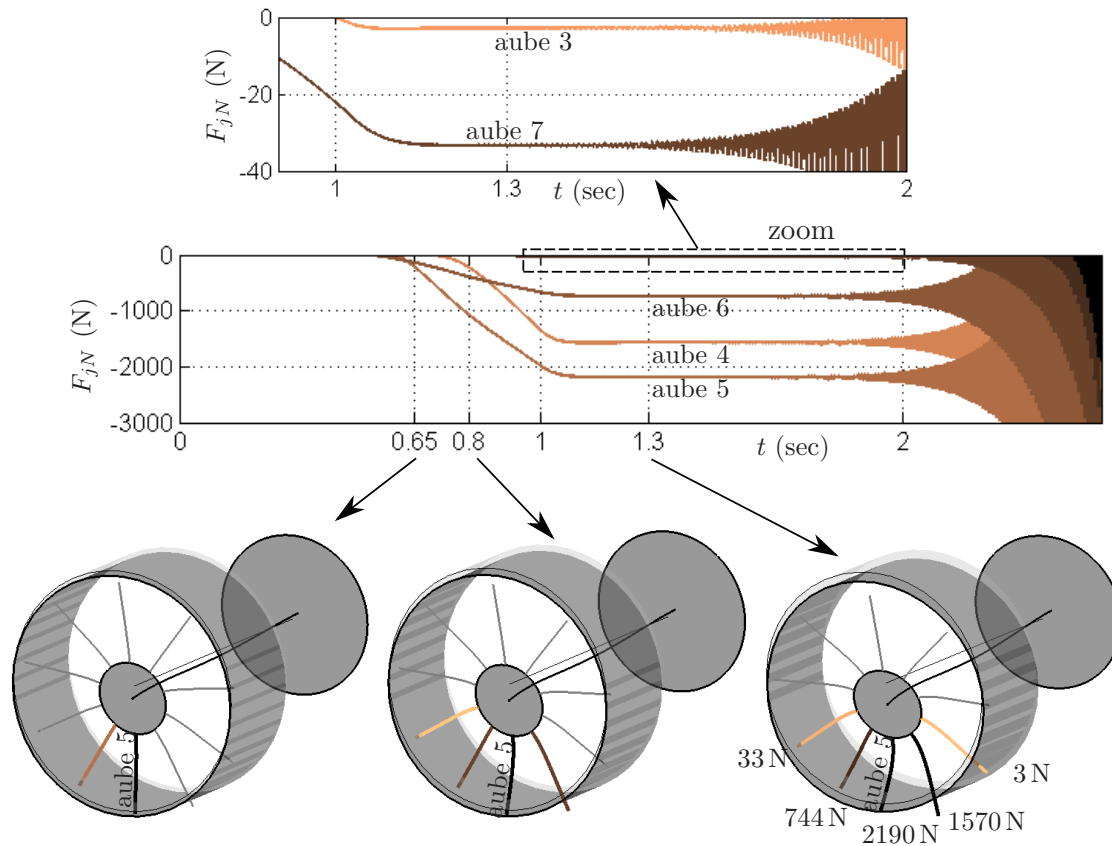 0
-20
-40
F_{jN} (N)
aube 3
aube 7
1
1.3
t (sec)
2
zoom
0
-1000
-2000
-3000
F_{jN} (N)
aube 6
aube 4
aube 5
0
0.65
0.8
1
1.3
t (sec)
2
aube 5
aube 5
aube 5
33 N
3 N
744 N
1570 N
2190 N